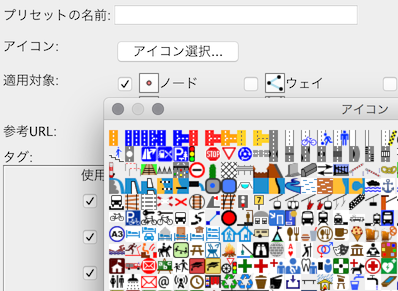 プリセットの名前:
アイコン:
アイコン選択...
適用対象:
ノード
ウェイ
アイコン
参考URL:
タグ:
使用
STOP
A3